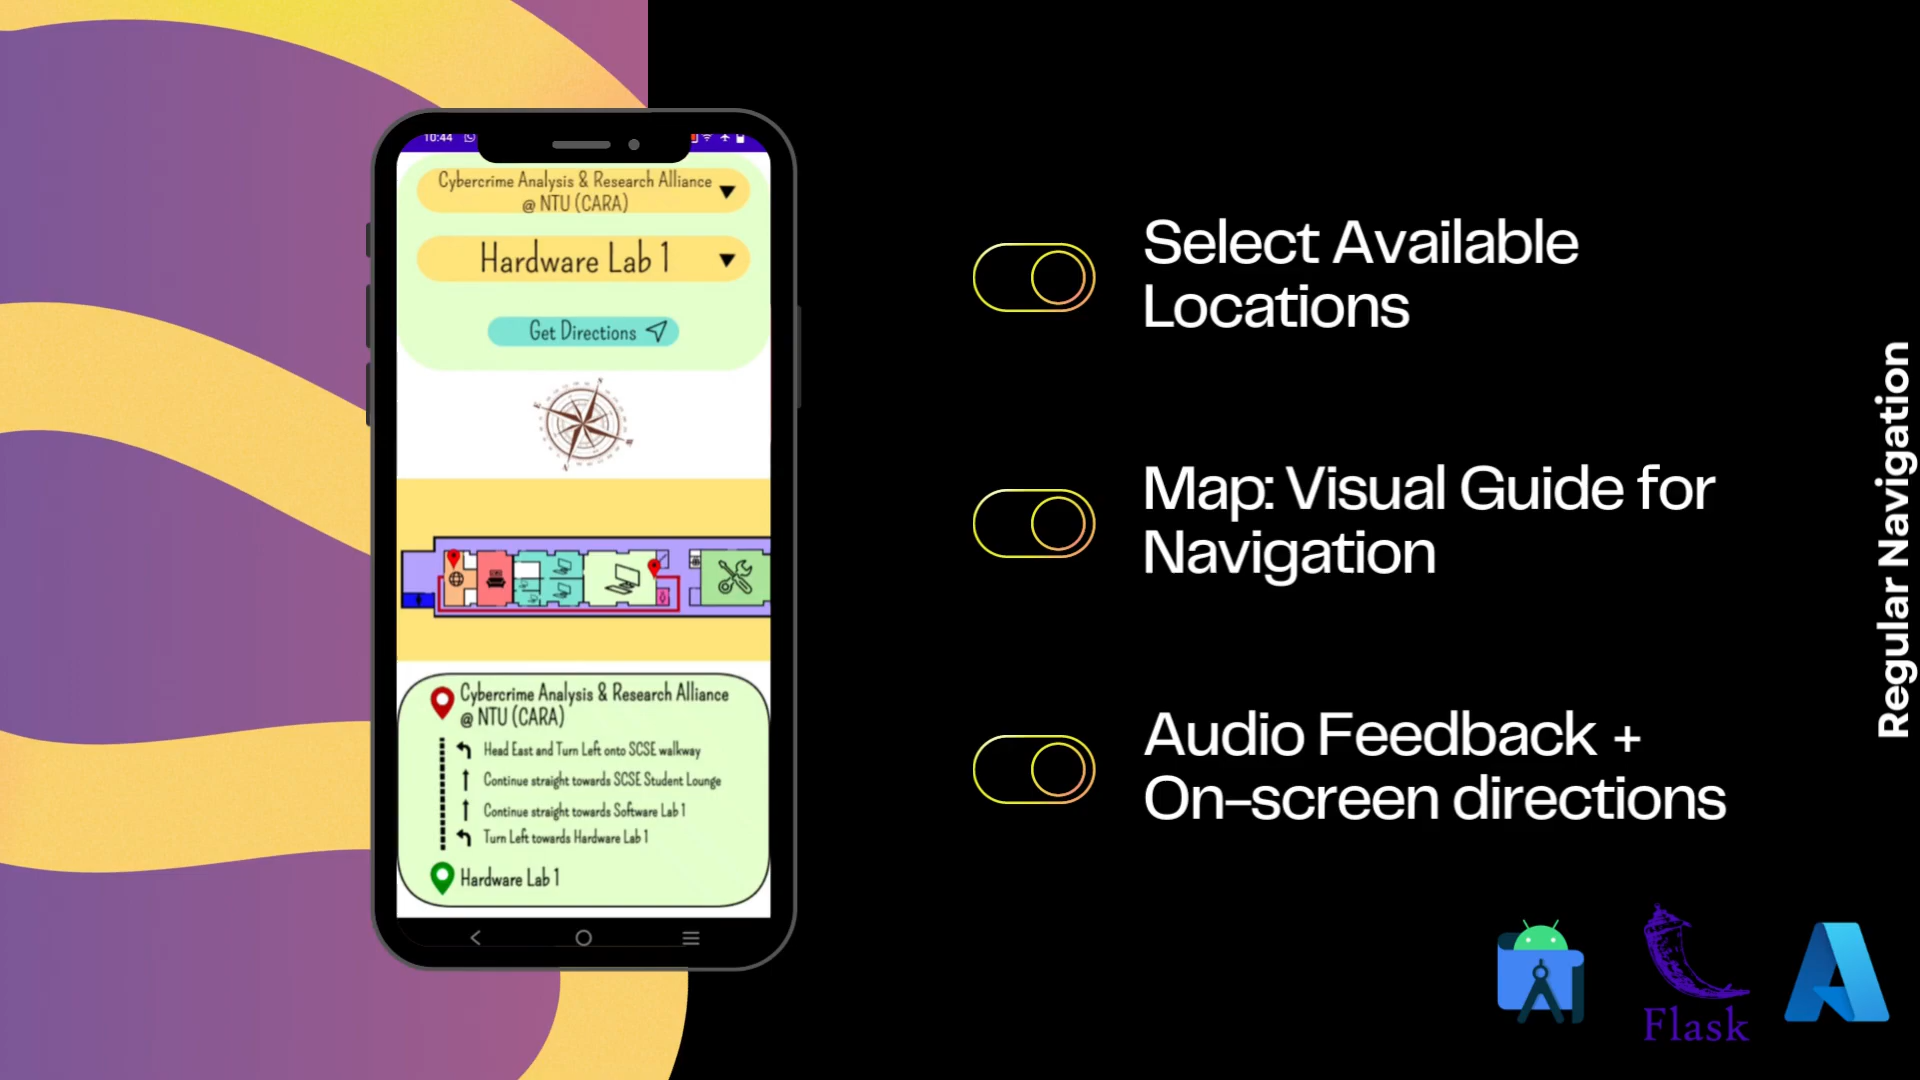 10:44
Cybercrime Analysis & Research Alliance
@ NTU (CARA)
Hardware Lab 1
Get Directions
Cybercrime Analysis & Research Alliance
@ NTU (CARA)
Head East and Turn Left onto SCSE walkway
Continue straight towards SCSE Student Lounge
Continue straight towards Software Lab 1
Turn Left towards Hardware Lab 1
Hardware Lab 1
Select Available
Locations
Map: Visual Guide for
Navigation
Audio Feedback +
On-screen directions
Regular Navigation
Flask